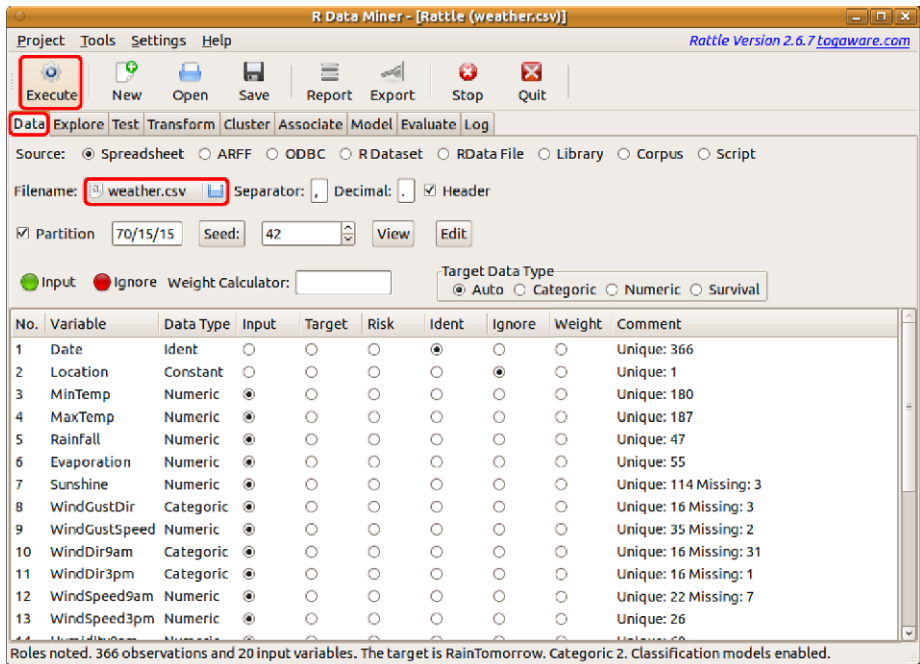 R Data Miner - [Rattle (weather.csv)]
Project Tools Settings Help Rattle Version 2.6.7 togaware.com
Execute New Open Save Report Export Stop Quit
Data Explore Test Transform Cluster Associate Model Evaluate Log
Source: Spreadsheet ARFF ODBC R Dataset RData File Library Corpus Script
Filename: weather.csv Separator: , Decimal: . Header
Partition 70/15/15 Seed: 42 View Edit
Target Data Type
Input Ignore Weight Calculator: Auto Categoric Numeric Survival
No. Variable Data Type Input Target Risk Ident Ignore Weight Comment
1 Date Ident Unique: 366
2 Location Constant Unique: 1
3 MinTemp Numeric Unique: 180
4 MaxTemp Numeric Unique: 187
5 Rainfall Numeric Unique: 47
6 Evaporation Numeric Unique: 55
7 Sunshine Numeric Unique: 114 Missing: 3
8 WindGustDir Categoric Unique: 16 Missing: 3
9 WindGustSpeed Numeric Unique: 35 Missing: 2
10 WindDir9am Categoric Unique: 16 Missing: 31
11 WindDir3pm Categoric Unique: 16 Missing: 1
12 WindSpeed9am Numeric Unique: 22 Missing: 7
13 WindSpeed3pm Numeric Unique: 26
Roles noted. 366 observations and 20 input variables. The target is RainTomorrow. Categoric 2. Classification models enabled.